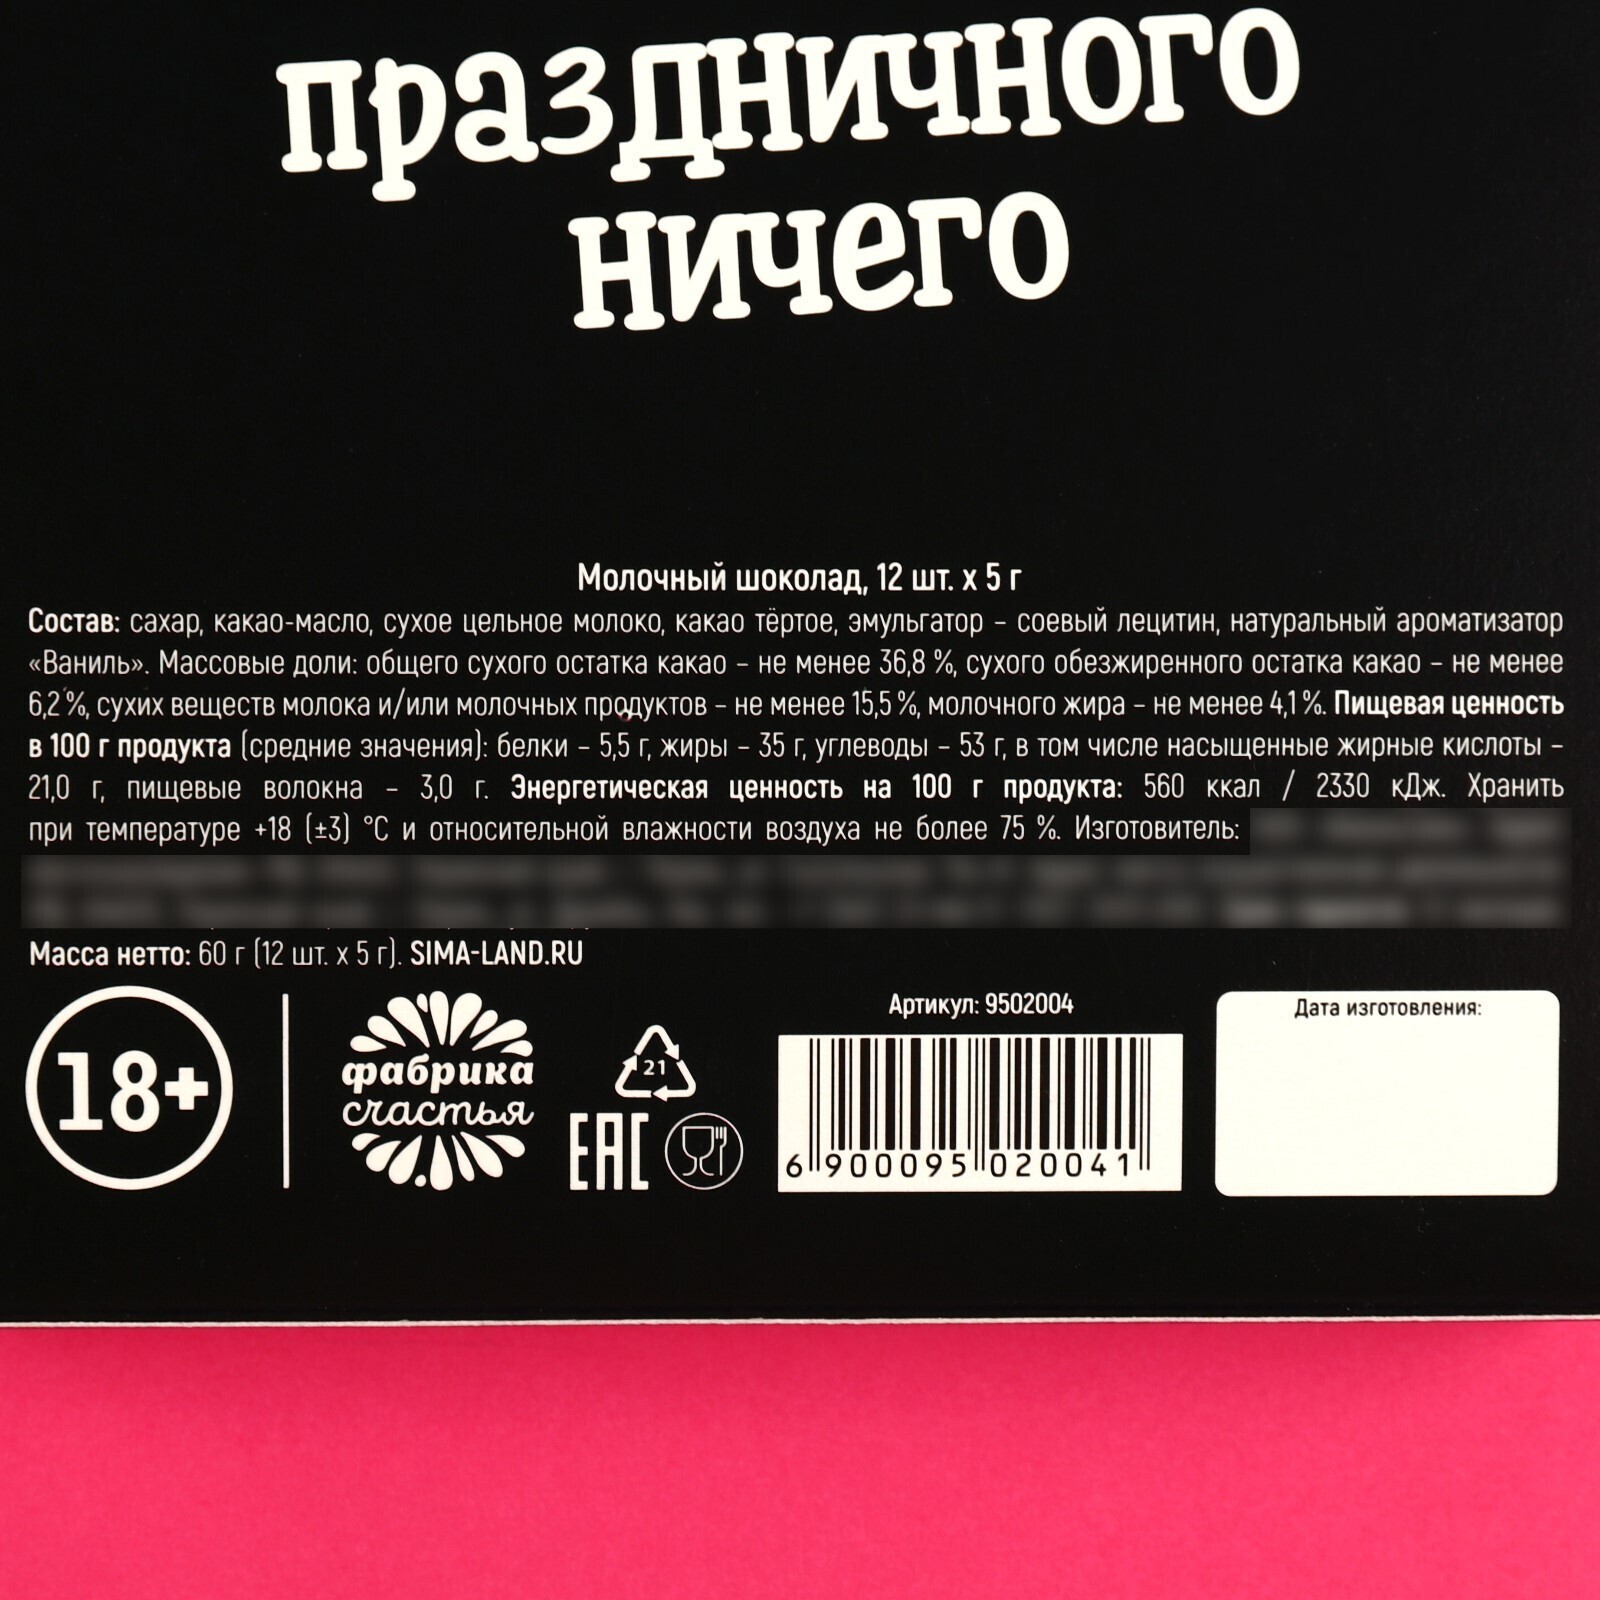 праздничного
ничего
Молочный шоколад, 12 шт. х 5 г
Состав: сахар, какао-масло, сухое цельное молоко, какао тёртое, эмульгатор – соевый лецитин, натуральный ароматизатор
«Ваниль». Массовые доли: общего сухого остатка какао – не менее 36,8 %, сухого обезжиренного остатка какао – не менее
6,2 %, сухих веществ молока и/или молочных продуктов – не менее 15,5 %, молочного жира – не менее 4,1 %. Пищевая ценность
в 100 г продукта (средние значения): белки – 5,5 г, жиры – 35 г, углеводы – 53 г, в том числе насыщенные жирные кислоты –
21,0 г, пищевые волокна – 3,0 г. Энергетическая ценность на 100 г продукта: 560 ккал / 2330 кДж. Хранить
при температуре +18 (±3) °С и относительной влажности воздуха не более 75 %. Изготовитель:
Масса нетто: 60 г (12 шт. х 5 г). SIMA-LAND.RU
18+
фабрика
счастья
21
EAC
Артикул: 9502004
6 900095 020041
Дата изготовления: